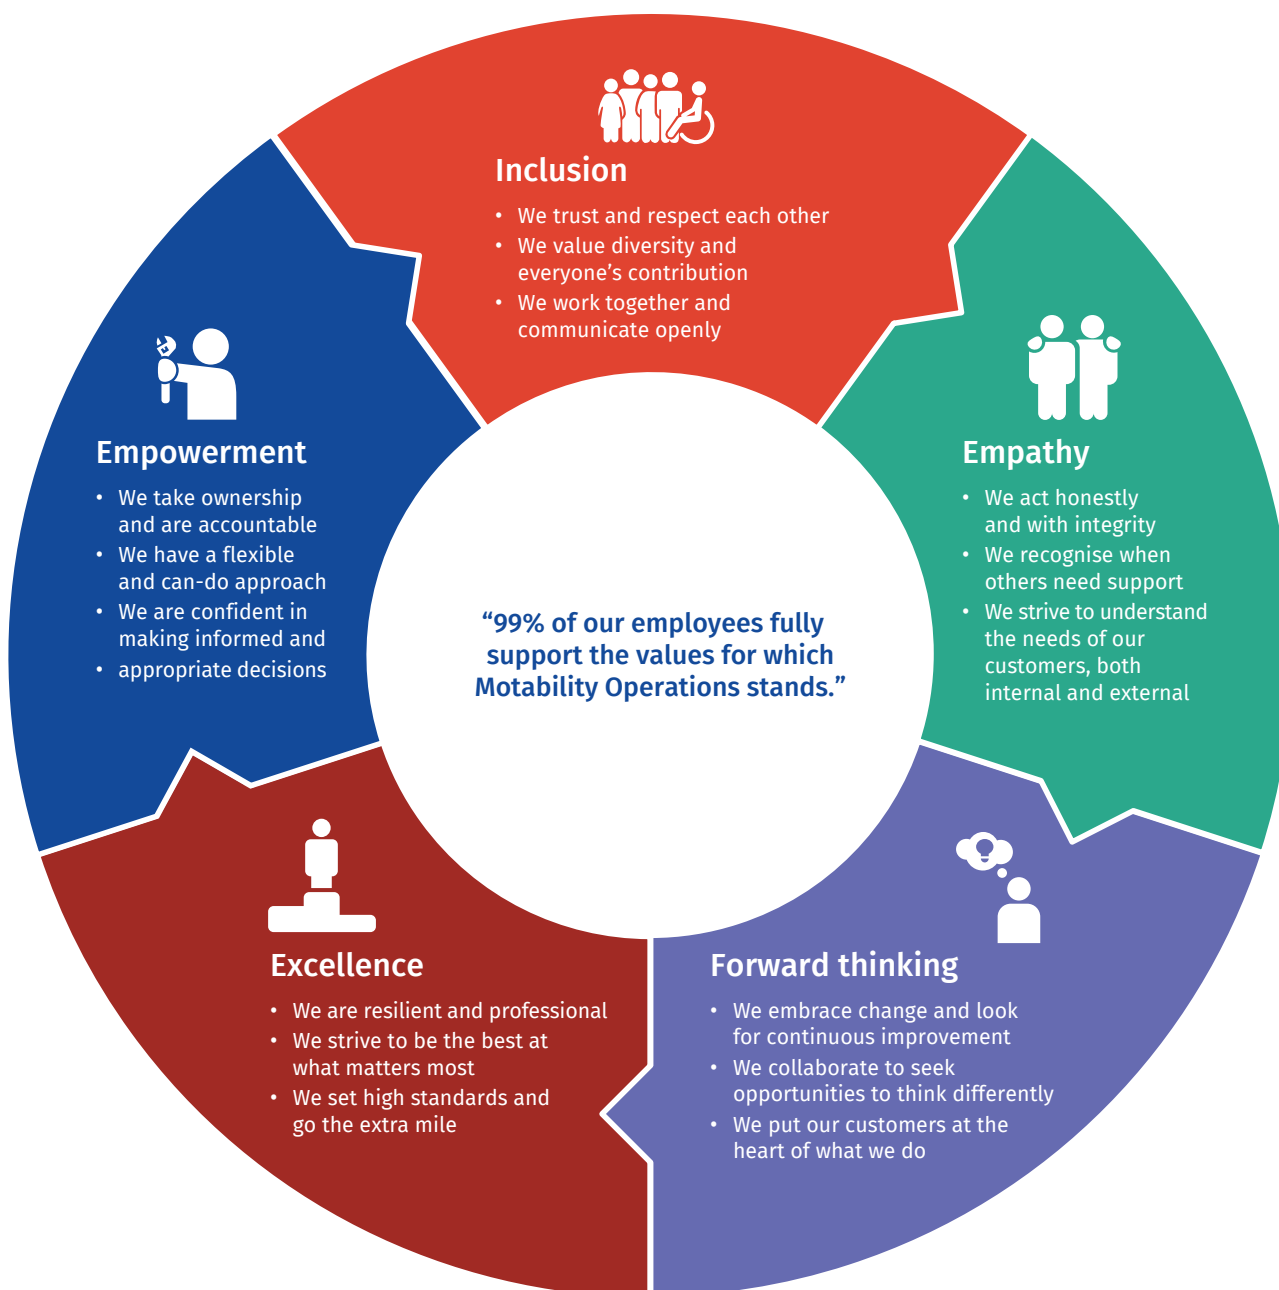 Inclusion
• We trust and respect each other
• We value diversity and
everyone’s contribution
• We work together and
communicate openly
Empathy
• We act honestly
and with integrity
• We recognise when
others need support
• We strive to understand
the needs of our
customers, both
internal and external
Forward thinking
• We embrace change and look
for continuous improvement
• We collaborate to seek
opportunities to think differently
• We put our customers at the
heart of what we do
Excellence
• We are resilient and professional
• We strive to be the best at
what matters most
• We set high standards and
go the extra mile
Empowerment
• We take ownership
and are accountable
• We have a flexible
and can-do approach
• We are confident in
making informed and
• appropriate decisions
“99% of our employees fully
support the values for which
Motability Operations stands.”